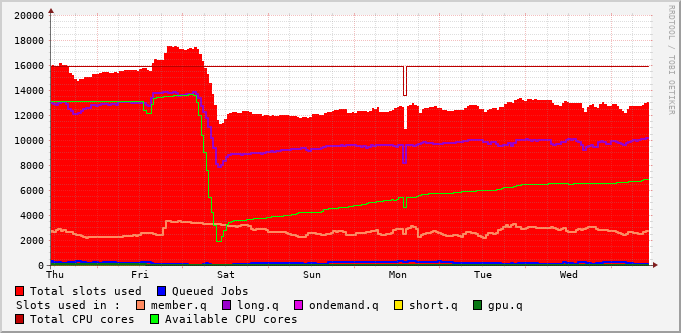 20000
18000
16000
14000
12000
10000
8000
6000
4000
2000
0
Thu Fri Sat Sun Mon Tue Wed
RRDTOOL / TOBI OETIKER
Total slots used Queued Jobs
Slots used in : member.q long.q ondemand.q short.q gpu.q
Total CPU cores Available CPU cores